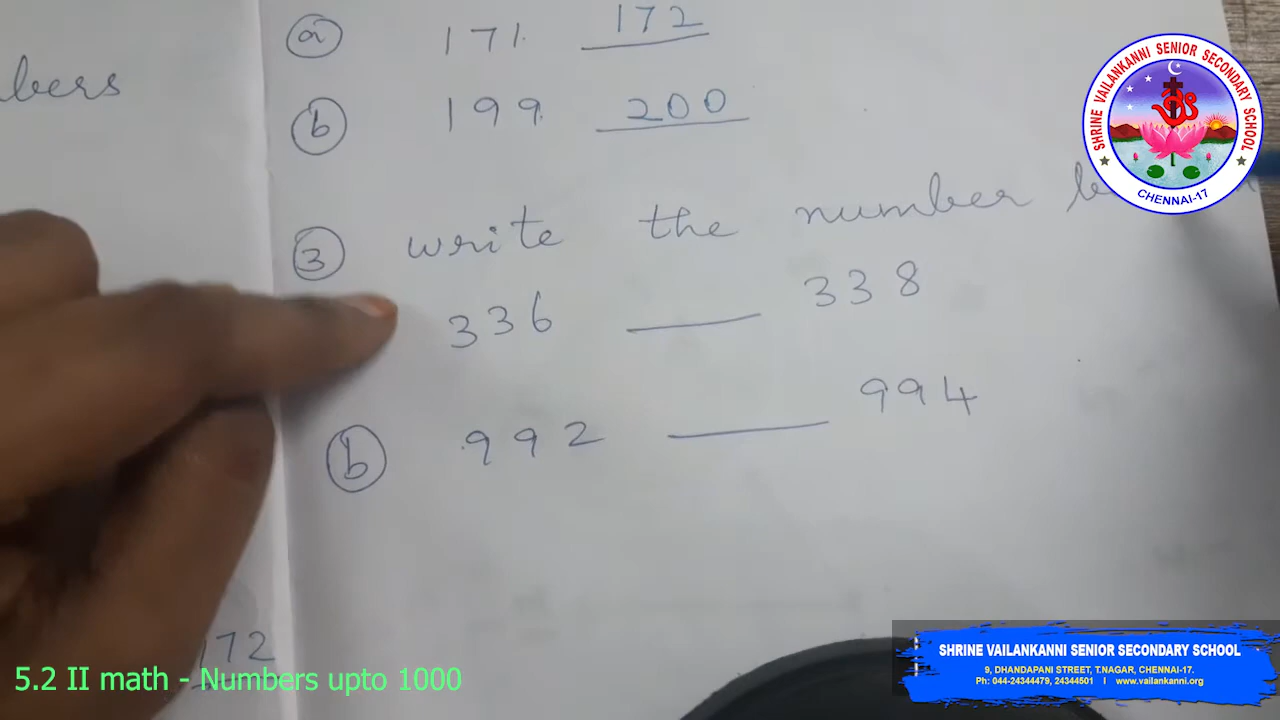 bers
ⓐ 171. 172
ⓑ 199. 200
③ write the number
336 ____ 338
ⓑ 992 ____ 994
172
SHRINE VAILANKANNI SENIOR SECONDARY SCHOOL
CHENNAI-17
5.2 II math - Numbers upto 1000
SHRINE VAILANKANNI SENIOR SECONDARY SCHOOL
9, DHANDAPANI STREET, T.NAGAR, CHENNAI-17.
Ph: 044-24344479, 24344501 I www.vailankanni.org